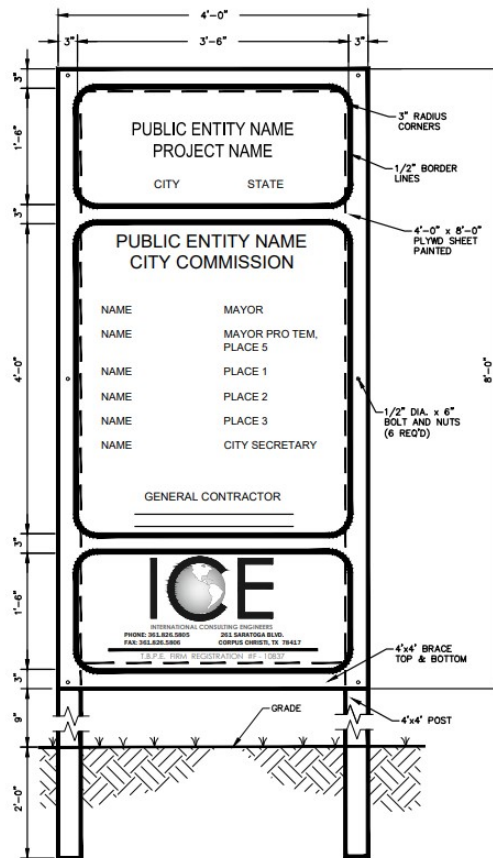 4'-0"
3" 3'-6" 3"
3"
1'-6"
3"
4'-0"
3"
1'-6"
3"
9"
2'-0"
8'-0"
PUBLIC ENTITY NAME
PROJECT NAME
CITY STATE
PUBLIC ENTITY NAME
CITY COMMISSION
NAME MAYOR
NAME MAYOR PRO TEM,
PLACE 5
NAME PLACE 1
NAME PLACE 2
NAME PLACE 3
NAME CITY SECRETARY
GENERAL CONTRACTOR
ICE
INTERNATIONAL CONSULTING ENGINEERS
PHONE: 361.826.5805 261 SARATOGA BLVD.
FAX: 361.826.5806 CORPUS CHRISTI, TX 78417
T.B.P.E. FIRM REGISTRATION #F - 10837
3" RADIUS
CORNERS
1/2" BORDER
LINES
4'-0" x 8'-0"
PLYWD SHEET
PAINTED
1/2" DIA. x 6"
BOLT AND NUTS
(6 REQ'D)
4'x4' BRACE
TOP & BOTTOM
GRADE
4'x4' POST